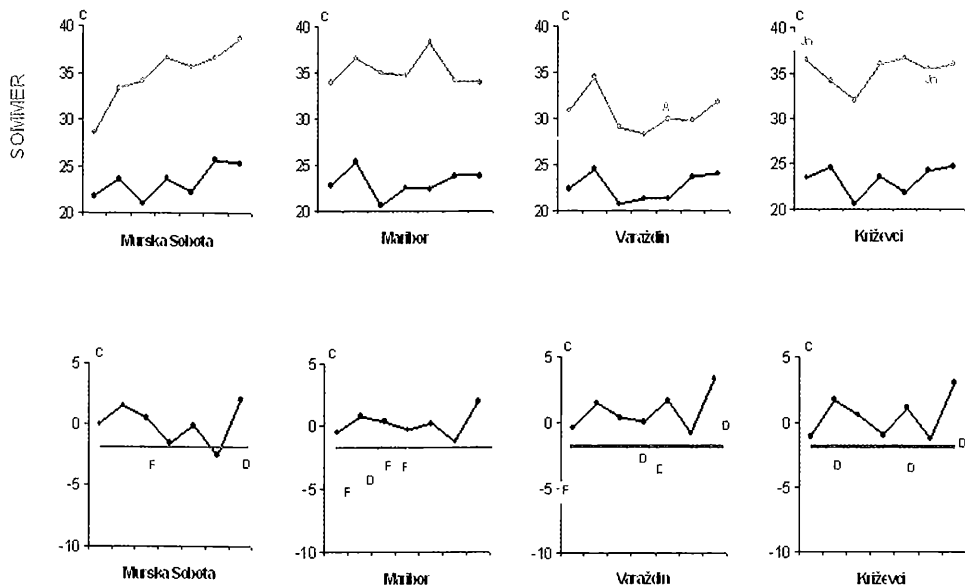 C C C C
40 40 40 40
35 35 35 35
30 30 30 30
25 25 25 25
20 20 20 20
SOMMER
A
Jn
Jn
Murska Sobota Maribor Varaždin Križevci
C C C C
5 5 5 5
0 0 0 0
-5 -5 -5 -5
-10 -10 -10 -10
F D
F D F F
F D D D
D D D
Murska Sobota Maribor Varaždin Križevci